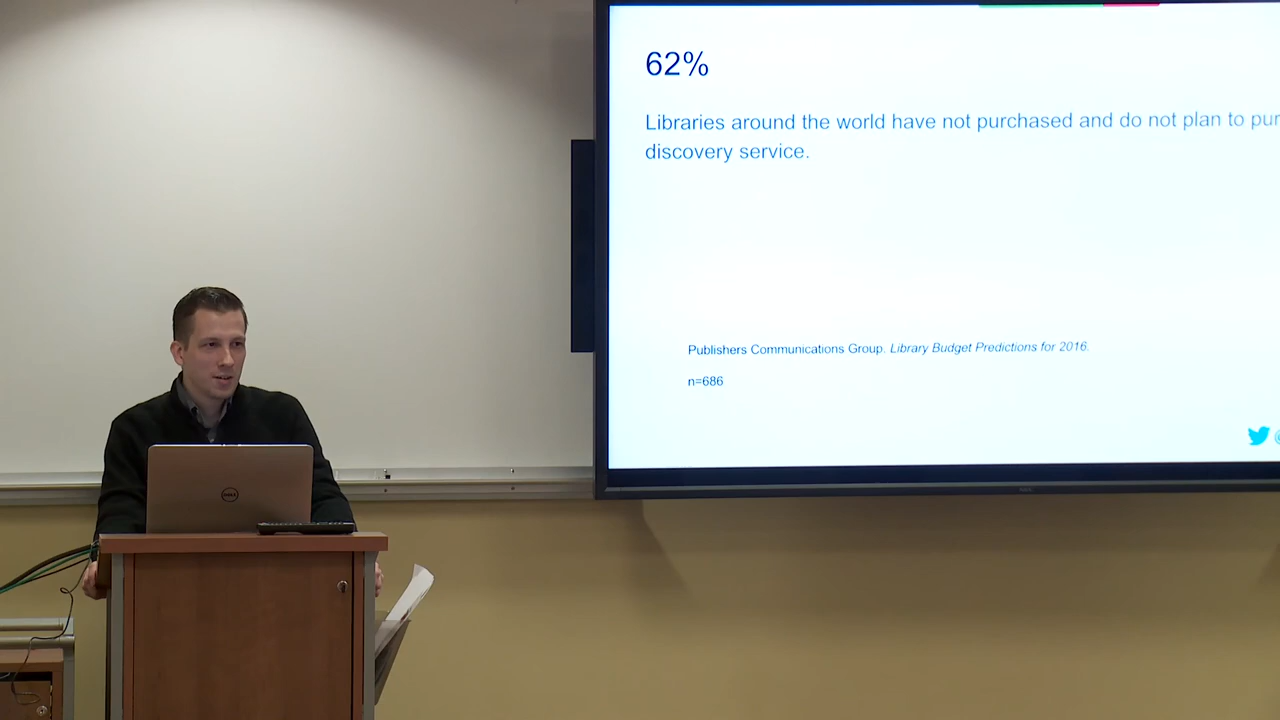 62%
Libraries around the world have not purchased and do not plan to
discovery service.
Publishers Communications Group. Library Budget Predictions for 2016.
n=686
DELL
NEC